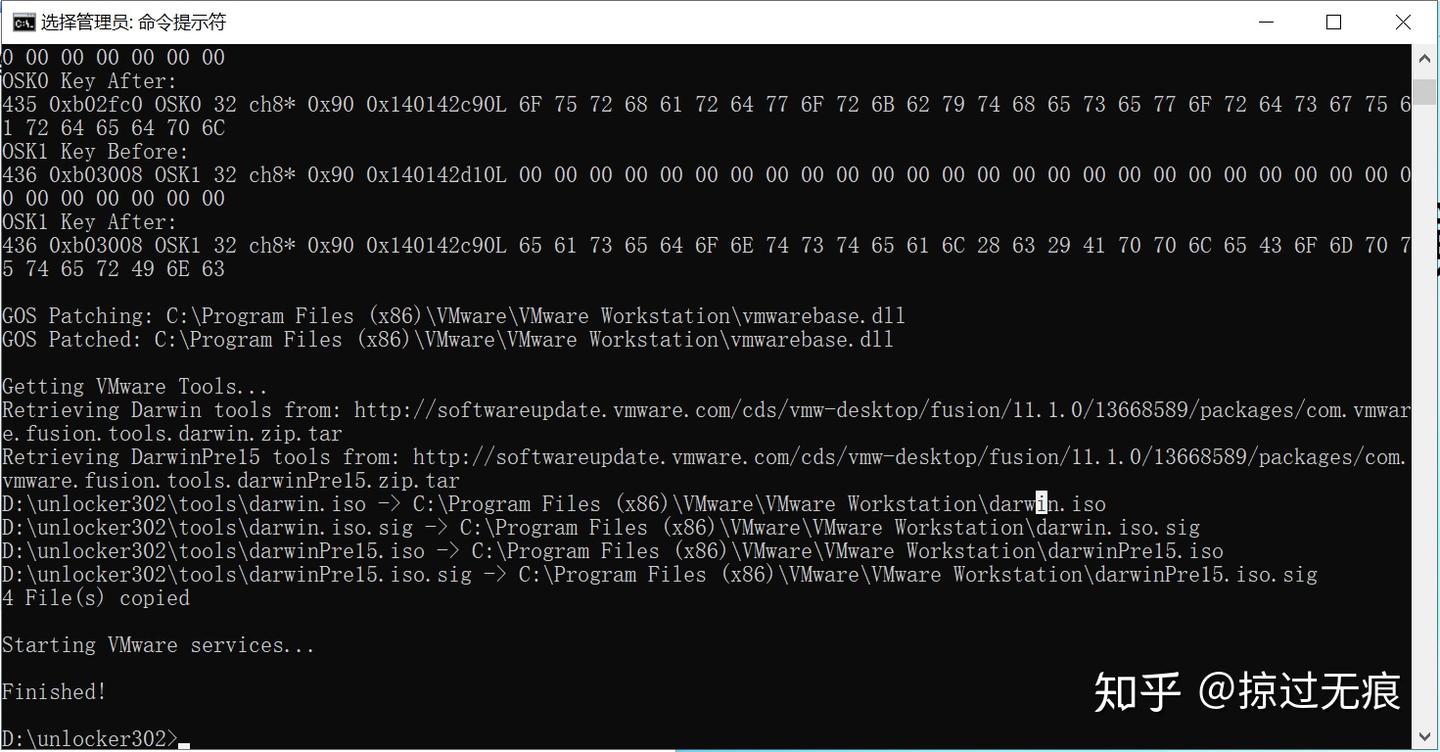 选择管理员: 命令提示符
0 00 00 00 00 00 00
OSK0 Key After:
435 0xb02fc0 OSK0 32 ch8* 0x90 0x140142c90L 6F 75 72 68 61 72 64 77 6F 72 6B 62 79 74 68 65 73 65 77 6F 72 64 73 67 75 6
1 72 64 65 64 70 6C
OSK1 Key Before:
436 0xb03008 OSK1 32 ch8* 0x90 0x140142d10L 00 00 00 00 00 00 00 00 00 00 00 00 00 00 00 00 00 00 00 00 00 00 00 00 00 0
0 00 00 00 00 00 00
OSK1 Key After:
436 0xb03008 OSK1 32 ch8* 0x90 0x140142c90L 65 61 73 65 64 6F 6E 74 73 74 65 61 6C 28 63 29 41 70 70 6C 65 43 6F 6D 70 7
5 74 65 72 49 6E 63
GOS Patching: C:\Program Files (x86)\VMware\VMware Workstation\vmwarebase.dll
GOS Patched: C:\Program Files (x86)\VMware\VMware Workstation\vmwarebase.dll
Getting VMware Tools...
Retrieving Darwin tools from: http://softwareupdate.vmware.com/cds/vmw-desktop/fusion/11.1.0/13668589/packages/com.vmwar
e.fusion.tools.darwin.zip.tar
Retrieving DarwinPre15 tools from: http://softwareupdate.vmware.com/cds/vmw-desktop/fusion/11.1.0/13668589/packages/com.
vmware.fusion.tools.darwinPre15.zip.tar
D:\unlocker302\tools\darwin.iso -> C:\Program Files (x86)\VMware\VMware Workstation\darwin.iso
D:\unlocker302\tools\darwin.iso.sig -> C:\Program Files (x86)\VMware\VMware Workstation\darwin.iso.sig
D:\unlocker302\tools\darwinPre15.iso -> C:\Program Files (x86)\VMware\VMware Workstation\darwinPre15.iso
D:\unlocker302\tools\darwinPre15.iso.sig -> C:\Program Files (x86)\VMware\VMware Workstation\darwinPre15.iso.sig
4 File(s) copied
Starting VMware services...
Finished!
D:\unlocker302>
知乎 @掠过无痕